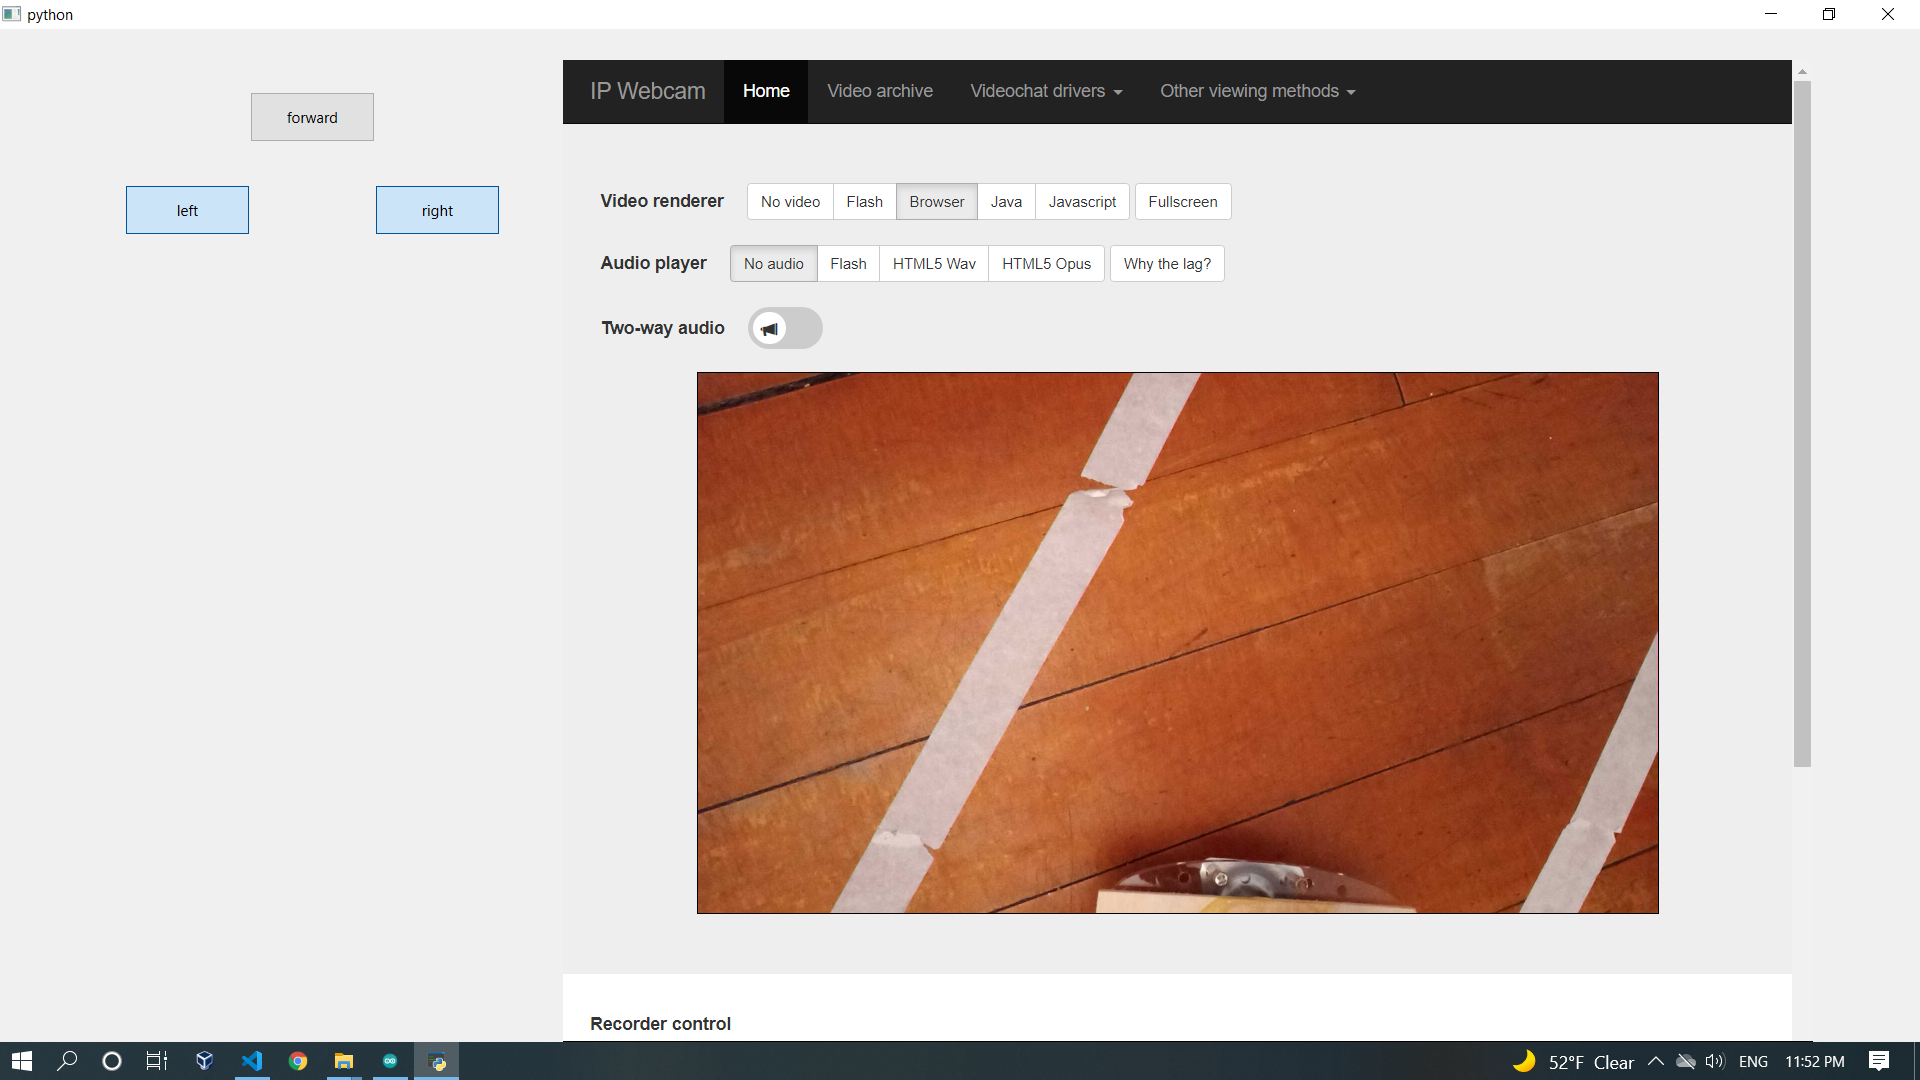 python
forward
left
right
IP Webcam Home Video archive Videochat drivers Other viewing methods
Video renderer No video Flash Browser Java Javascript Fullscreen
Audio player No audio Flash HTML5 Wav HTML5 Opus Why the lag?
Two-way audio
Recorder control
52°F Clear ENG 11:52 PM